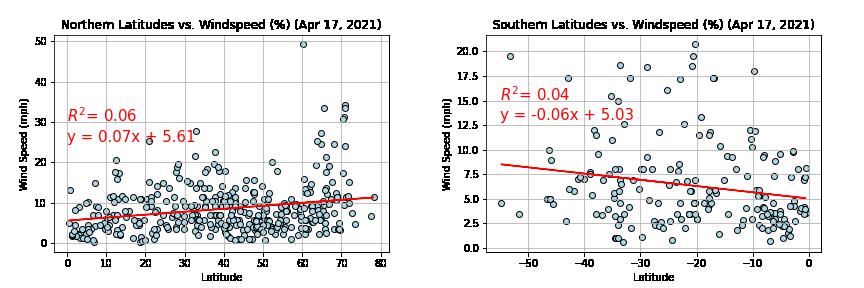 Northern Latitudes vs. Windspeed (%) (Apr 17, 2021)
50
40
30
20
10
0
Wind Speed (mph)
R²= 0.06
y = 0.07x + 5.61
0 10 20 30 40 50 60 70 80
Latitude
Southern Latitudes vs. Windspeed (%) (Apr 17, 2021)
20.0
17.5
15.0
12.5
10.0
7.5
5.0
2.5
0.0
Wind Speed (mph)
R²= 0.04
y = -0.06x + 5.03
−50 −40 −30 −20 −10 0
Latitude